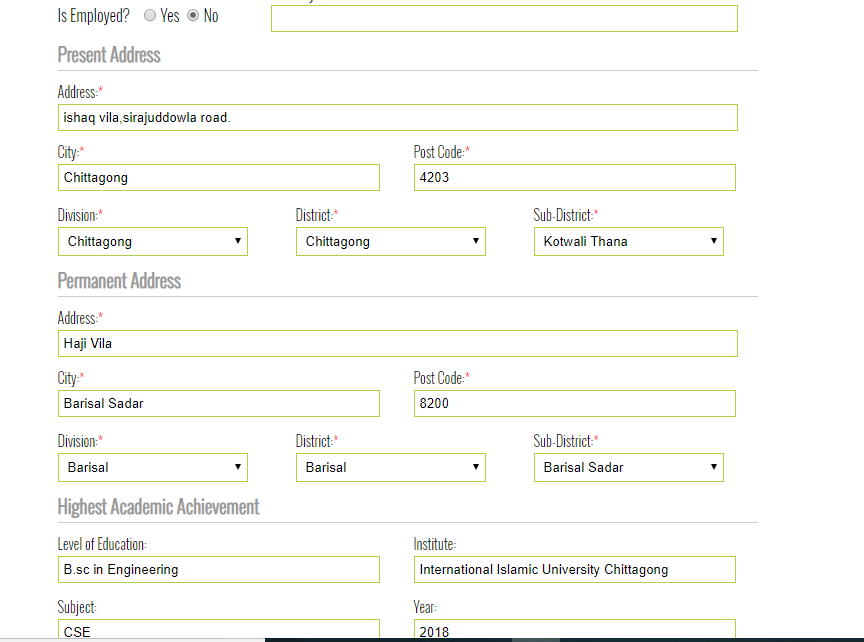 Is Employed? Yes No
Present Address
Address:*
ishaq vila,sirajuddowla road.
City:* Post Code:*
Chittagong 4203
Division:* District:* Sub-District:*
Chittagong Chittagong Kotwali Thana
Permanent Address
Address:*
Haji Vila
City:* Post Code:*
Barisal Sadar 8200
Division:* District:* Sub-District:*
Barisal Barisal Barisal Sadar
Highest Academic Achievement
Level of Education: Institute:
B.sc in Engineering International Islamic University Chittagong
Subject: Year:
CSE 2018